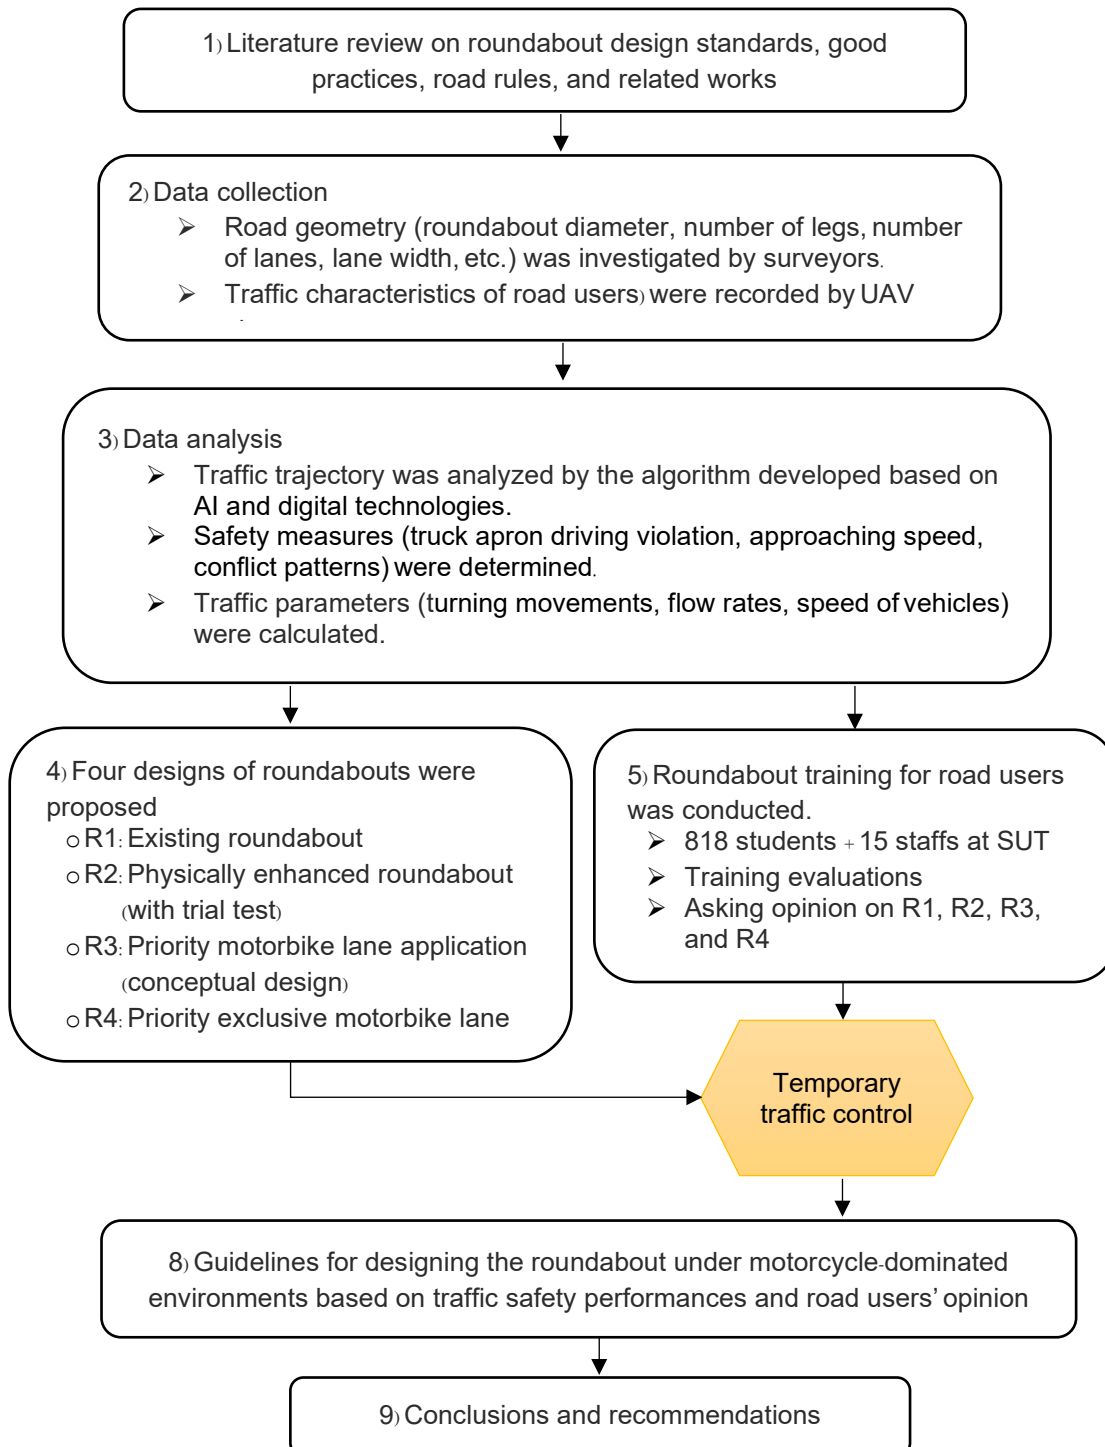 1) Literature review on roundabout design standards, good
practices, road rules, and related works
2) Data collection
➢ Road geometry (roundabout diameter, number of legs, number
of lanes, lane width, etc.) was investigated by surveyors.
➢ Traffic characteristics of road users) were recorded by UAV
3) Data analysis
➢ Traffic trajectory was analyzed by the algorithm developed based on
AI and digital technologies.
➢ Safety measures (truck apron driving violation, approaching speed,
conflict patterns) were determined.
➢ Traffic parameters (turning movements, flow rates, speed of vehicles)
were calculated.
4) Four designs of roundabouts were
proposed
o R1: Existing roundabout
o R2: Physically enhanced roundabout
(with trial test)
o R3: Priority motorbike lane application
(conceptual design)
o R4: Priority exclusive motorbike lane
5) Roundabout training for road users
was conducted.
➢ 818 students + 15 staffs at SUT
➢ Training evaluations
➢ Asking opinion on R1, R2, R3,
and R4
Temporary
traffic control
8) Guidelines for designing the roundabout under motorcycle-dominated
environments based on traffic safety performances and road users' opinion
9) Conclusions and recommendations